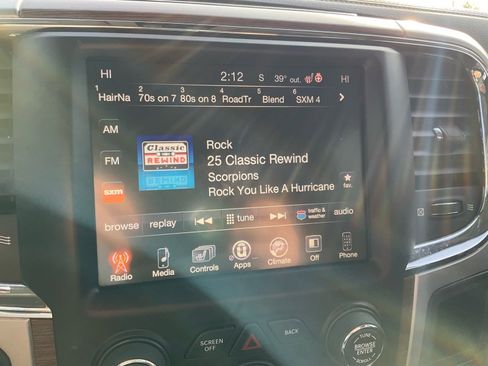 HI 2:12 S 39° out. HI
1 HairNa 2 70s on 7 3 80s on 8 4 RoadTr 5 Blend 6 SXM 4
AM
FM
sxm
Classic
REWIND
Rock
25 Classic Rewind
Scorpions
Rock You Like A Hurricane
fav.
browse replay tune traffic & weather audio
Radio Media Controls Apps Climate Off Phone
SCREEN
OFF
BACK
TUNE
BROWSE
ENTER
SCROLL